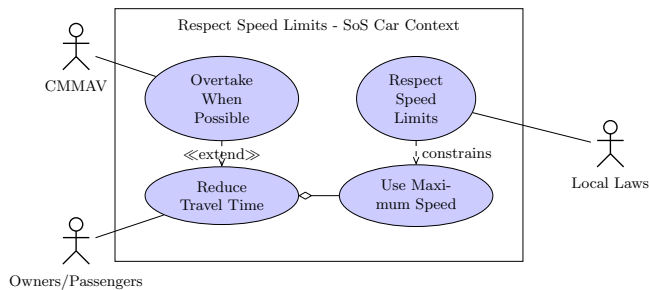 Respect Speed Limits - SoS Car Context
CMMAV
Overtake
When
Possible
Respect
Speed
Limits
≪extend≫
constrains
Local Laws
Reduce
Travel Time
Use Maxi-
mum Speed
Owners/Passengers